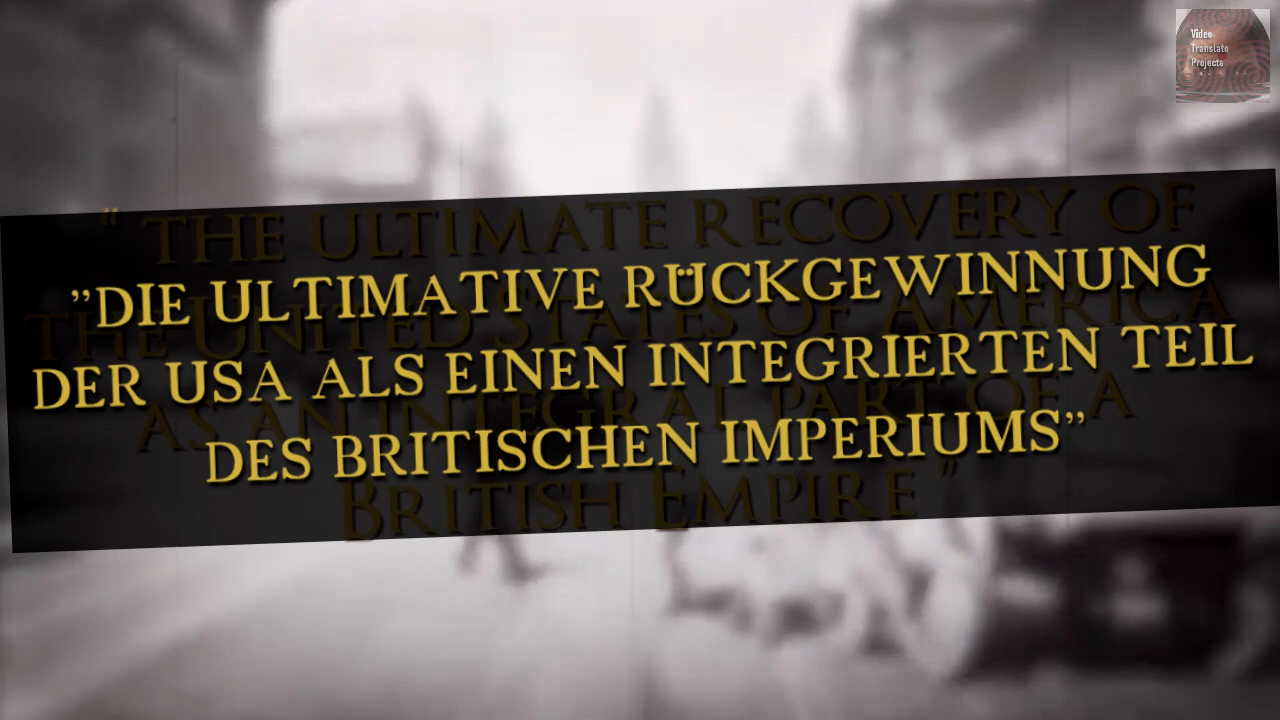 Video
Translate
Projects
“ THE ULTIMATE RECOVERY OF
”DIE ULTIMATIVE RÜCKGEWINNUNG
THE UNITED STATES OF AMERICA
DER USA ALS EINEN INTEGRIERTEN TEIL
AS AN INTEGRAL PART OF A
DES BRITISCHEN IMPERIUMS”
BRITISH EMPIRE ”